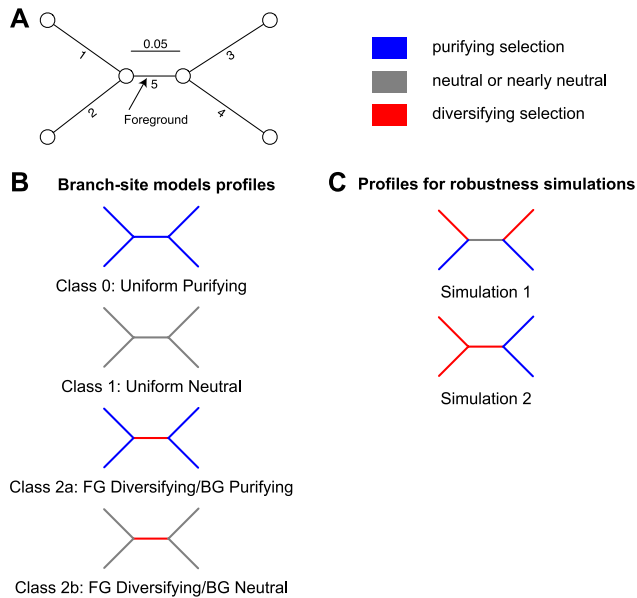 A
1
2
0.05
5
3
4
Foreground
purifying selection
neutral or nearly neutral
diversifying selection
B Branch-site models profiles
Class 0: Uniform Purifying
Class 1: Uniform Neutral
Class 2a: FG Diversifying/BG Purifying
Class 2b: FG Diversifying/BG Neutral
C Profiles for robustness simulations
Simulation 1
Simulation 2